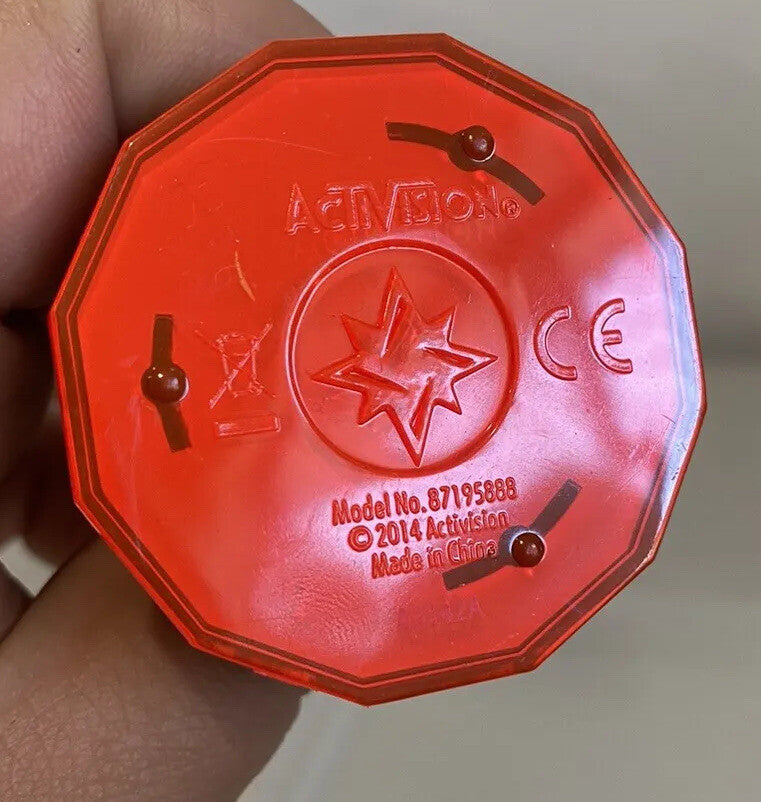 ACTIVISION®
CE
Model No. 87195888
© 2014 Activision
Made in China